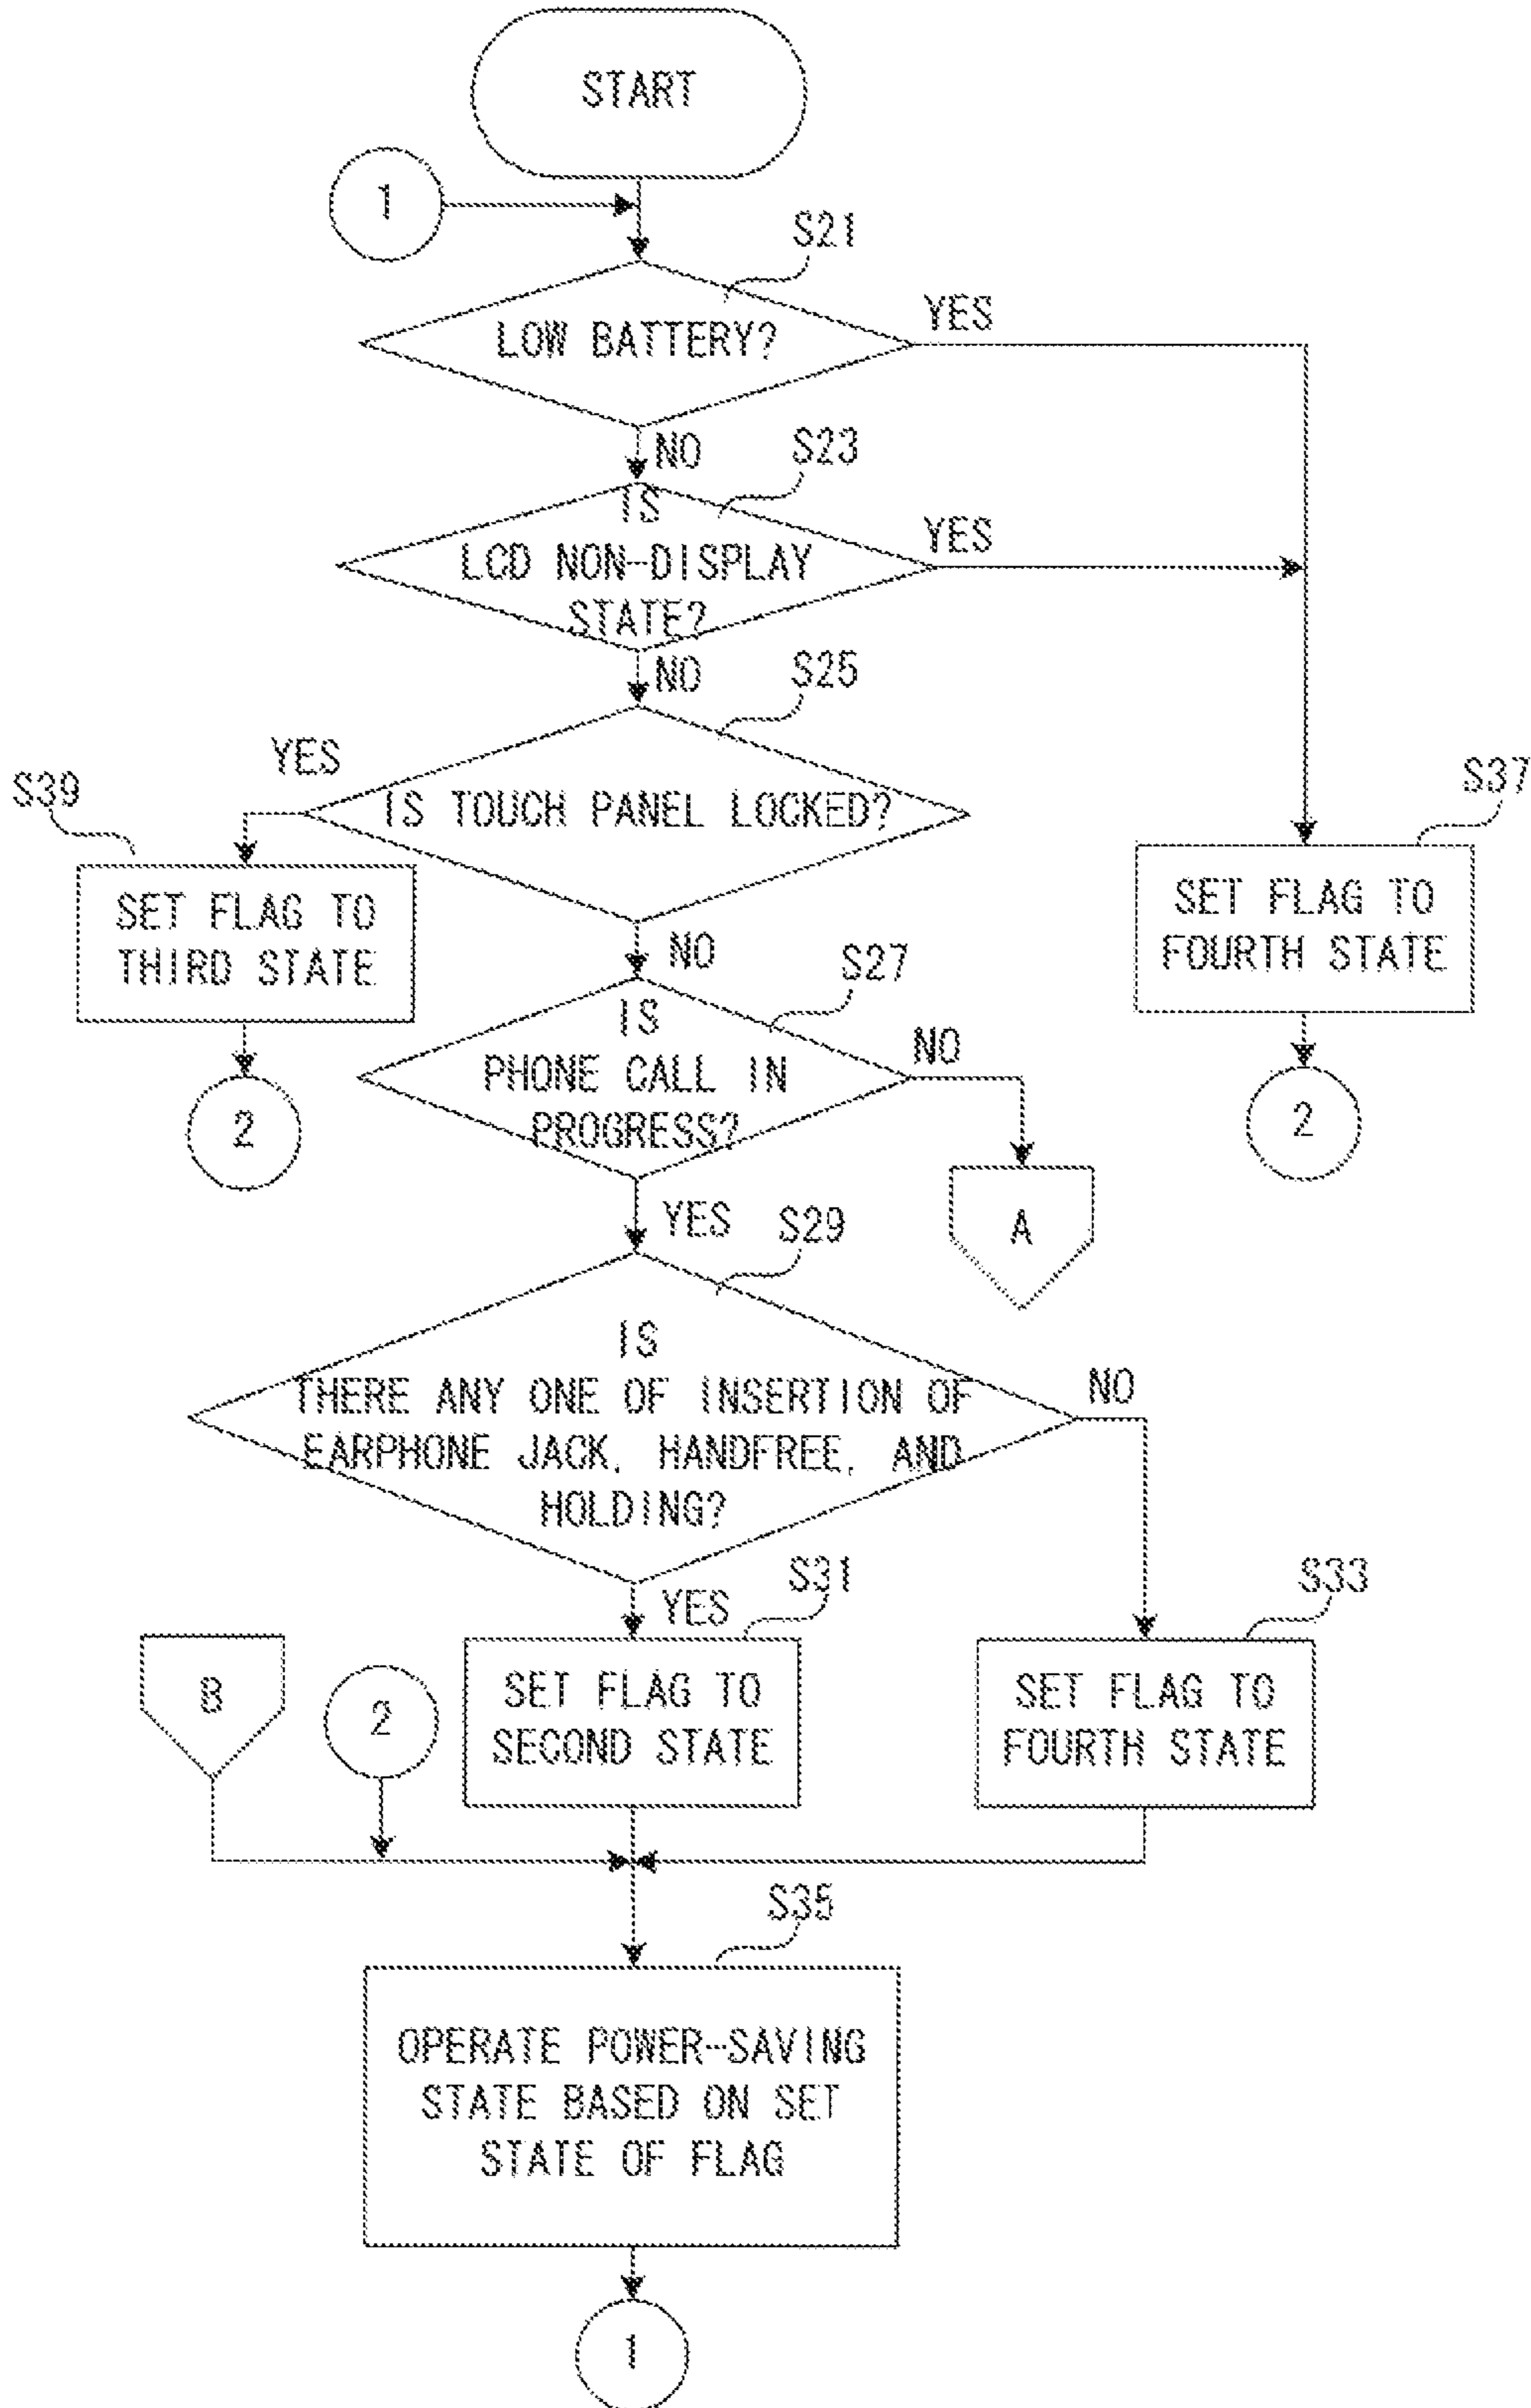 START
1
S21
LOW BATTERY?
YES
NO
S23
IS
LCD NON-DISPLAY
STATE?
YES
NO
S25
YES
IS TOUCH PANEL LOCKED?
S39
SET FLAG TO
THIRD STATE
2
S37
SET FLAG TO
FOURTH STATE
2
NO
S27
IS
PHONE CALL IN
PROGRESS?
NO
A
YES
S29
IS
THERE ANY ONE OF INSERTION OF
EARPHONE JACK, HANDFREE, AND
HOLDING?
NO
YES
S31
SET FLAG TO
SECOND STATE
S33
SET FLAG TO
FOURTH STATE
B
2
S35
OPERATE POWER-SAVING
STATE BASED ON SET
STATE OF FLAG
1